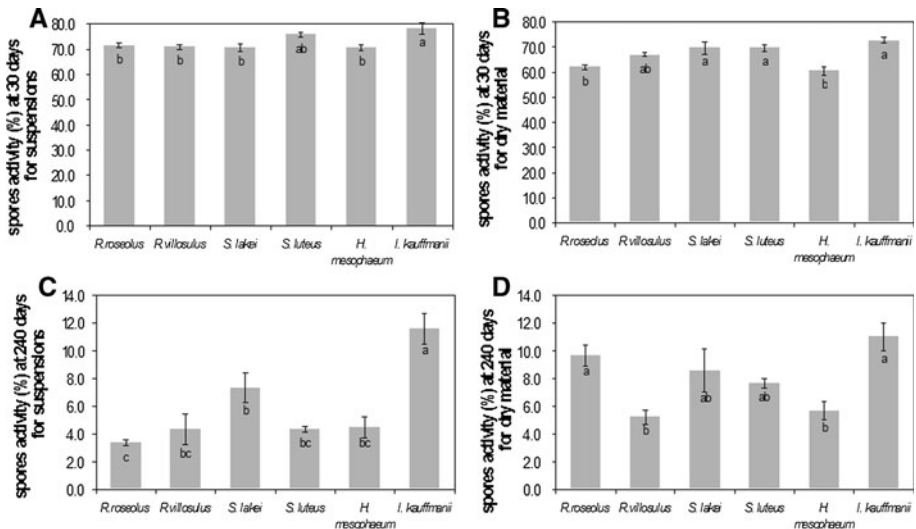 A
spores activity (%) at 30 days
for suspensions
80.0
70.0
60.0
50.0
40.0
30.0
20.0
10.0
0.0
b
b
b
ab
b
a
R.roseolus
R.villosulus
S. lakei
S. luteus
H.
mesophaeum
I. kauffmanii
B
spores activity (%) at 30 days
for dry material
80.0
70.0
60.0
50.0
40.0
30.0
20.0
10.0
0.0
b
ab
a
a
b
a
R.roseolus
R.villosulus
S. lakei
S. luteus
H.
mesophaeum
I. kauffmanii
C
spores activity (%) at 240 days
for suspensions
14.0
12.0
10.0
8.0
6.0
4.0
2.0
0.0
c
bc
b
bc
bc
a
R.roseolus
R.villosulus
S. lakei
S. luteus
H.
mesophaeum
I. kauffmanii
D
spores activity (%) at 240 days
for dry material
14.0
12.0
10.0
8.0
6.0
4.0
2.0
0.0
a
b
ab
ab
b
a
R.roseolus
R.villosulus
S. lakei
S. luteus
H.
mesophaeum
I. kauffmanii